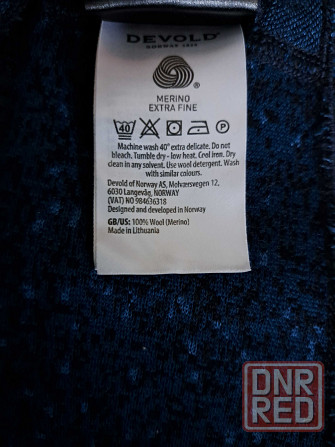 DEVOLD®
NORWAY 1853
®
MERINO
EXTRA FINE
40 P
Machine wash 40° extra delicate. Do not
bleach. Tumble dry - low heat. Cool iron. Dry
clean in any solvent. Use wool detergent. Wash
with similar colours.
Devold of Norway AS, Molværsvegen 12,
6030 Langevåg, NORWAY
(VAT) NO 984636318
Designed and developed in Norway
GB/US: 100% Wool (Merino)
Made in Lithuania
DNR
RED